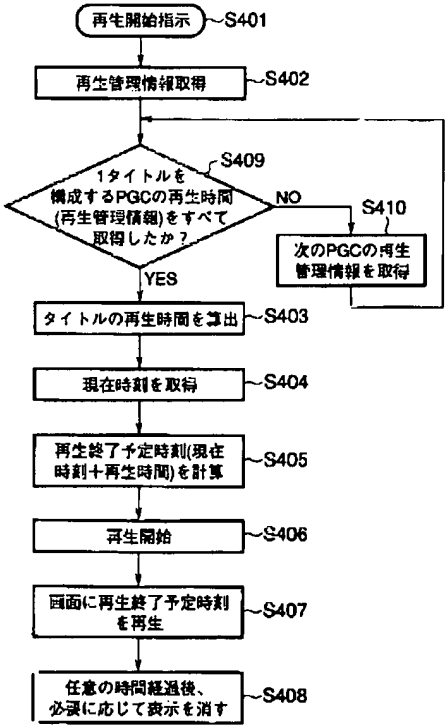 再生開始指示
S401
再生管理情報取得
S402
1タイトルを
構成するPGCの再生時間
(再生管理情報)をすべて
取得したか?
S409
NO
S410
次のPGCの再生
管理情報を取得
YES
タイトルの再生時間を算出
S403
現在時刻を取得
S404
再生終了予定時刻(現在
時刻+再生時間)を計算
S405
再生開始
S406
画面に再生終了予定時刻
を再生
S407
任意の時間経過後、
必要に応じて表示を消す
S408